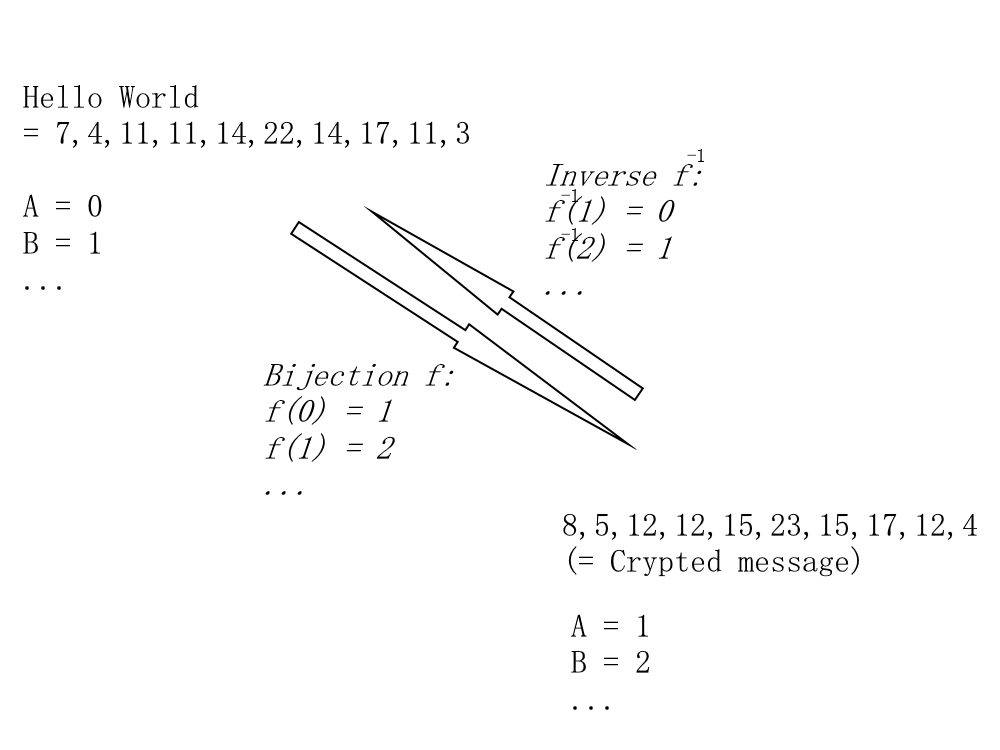 Hello World
= 7,4,11,11,14,22,14,17,11,3
A = 0
B = 1
...
Inverse f⁻¹:
f⁻¹(1) = 0
f⁻¹(2) = 1
...
Bijection f:
f(0) = 1
f(1) = 2
...
8,5,12,12,15,23,15,17,12,4
(= Crypted message)
A = 1
B = 2
...